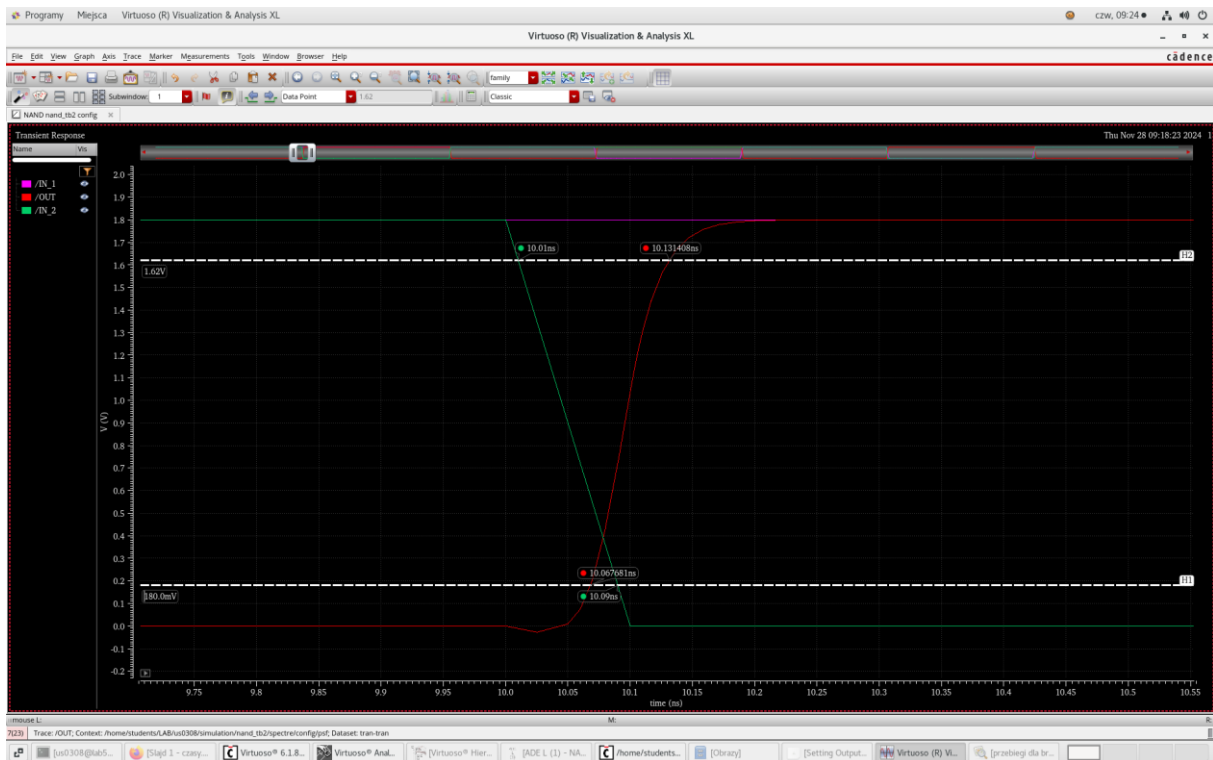 Programy Miejsca Virtuoso (R) Visualization & Analysis XL czw, 09:24
Virtuoso (R) Visualization & Analysis XL
File Edit View Graph Axis Trace Marker Measurements Tools Window Browser Help cādence
family
Subwindow: 1 Data Point 1.62 Classic
NAND nand_tb2 config
Transient Response Thu Nov 28 09:18:23 2024 1
Name Vis
/IN_1
/OUT
/IN_2
2.0
1.9
1.8
1.7
10.01ns 10.131408ns
H2
1.6
1.62V
1.5
1.4
1.3
1.2
1.1
1.0
V (V)
0.9
0.8
0.7
0.6
0.5
0.4
0.3
10.067681ns
0.2
H1
180.0mV 10.09ns
0.1
0.0
-0.1
-0.2
9.75 9.8 9.85 9.9 9.95 10.0 10.05 10.1 10.15 10.2 10.25 10.3 10.35 10.4 10.45 10.5 10.55
time (ns)
mouse L: M: R:
7(23) Trace: /OUT; Context: /home/students/LAB/us0308/simulation/nand_tb2/spectre/config/psf; Dataset: tran-tran
[us0308@lab5... [Slajd 1 - czasy... Virtuoso® 6.1.8... Virtuoso® Anal... [Virtuoso® Hier... [ADE L (1) - NA... /home/students... [Obrazy] [Setting Output... Virtuoso (R) Vi... [przebiegi dla br...